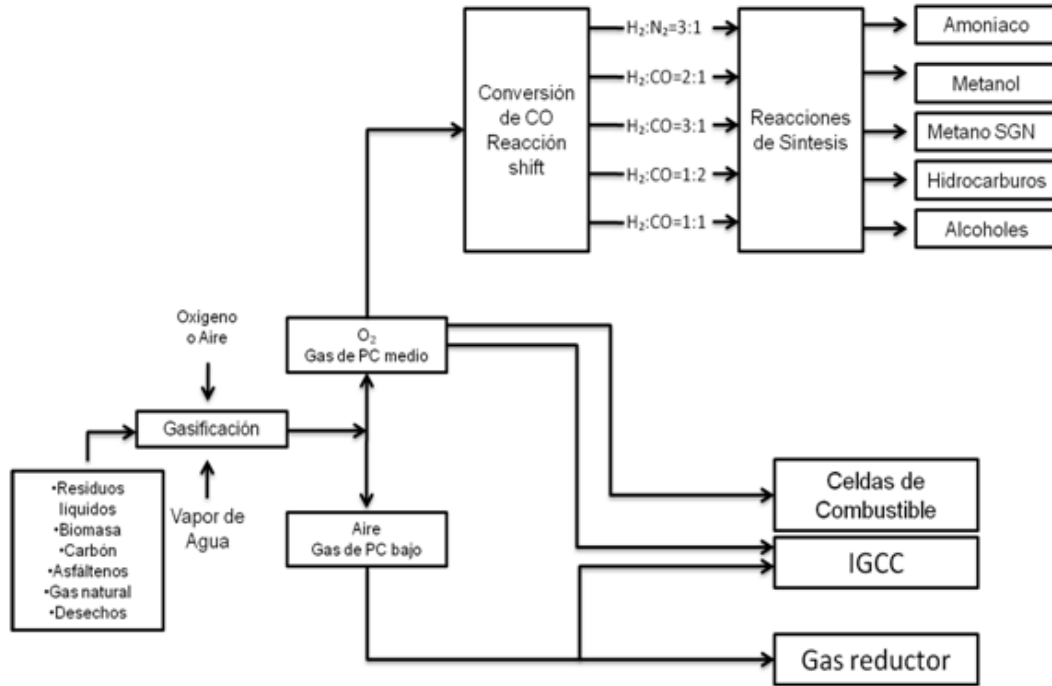 Conversión
de CO
Reacción
shift
H₂:N₂=3:1
H₂:CO=2:1
H₂:CO=3:1
H₂:CO=1:2
H₂:CO=1:1
Reacciones
de Sintesis
Amoniaco
Metanol
Metano SGN
Hidrocarburos
Alcoholes
Oxigeno
o Aire
O₂
Gas de PC medio
Gasificación
•Residuos
líquidos
•Biomasa
•Carbón
•Asfáltenos
•Gas natural
•Desechos
Vapor de
Agua
Aire
Gas de PC bajo
Celdas de
Combustible
IGCC
Gas reductor